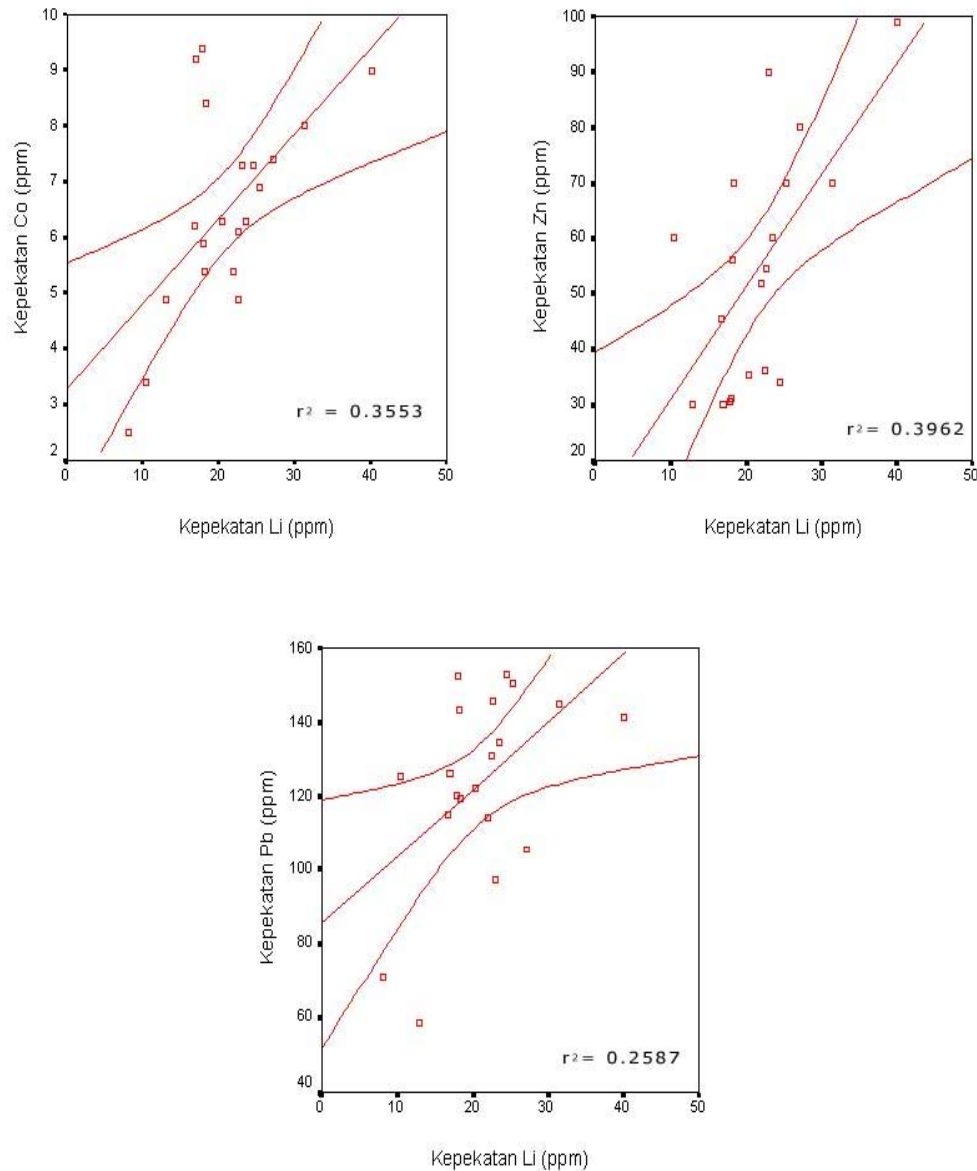 10
9
8
7
6
5
4
3
2
Kepekatan Co (ppm)
r² = 0.3553
0 10 20 30 40 50
Kepekatan Li (ppm)
100
90
80
70
60
50
40
30
20
Kepekatan Zn (ppm)
r² = 0.3962
0 10 20 30 40 50
Kepekatan Li (ppm)
160
140
120
100
80
60
40
Kepekatan Pb (ppm)
r² = 0.2587
0 10 20 30 40 50
Kepekatan Li (ppm)